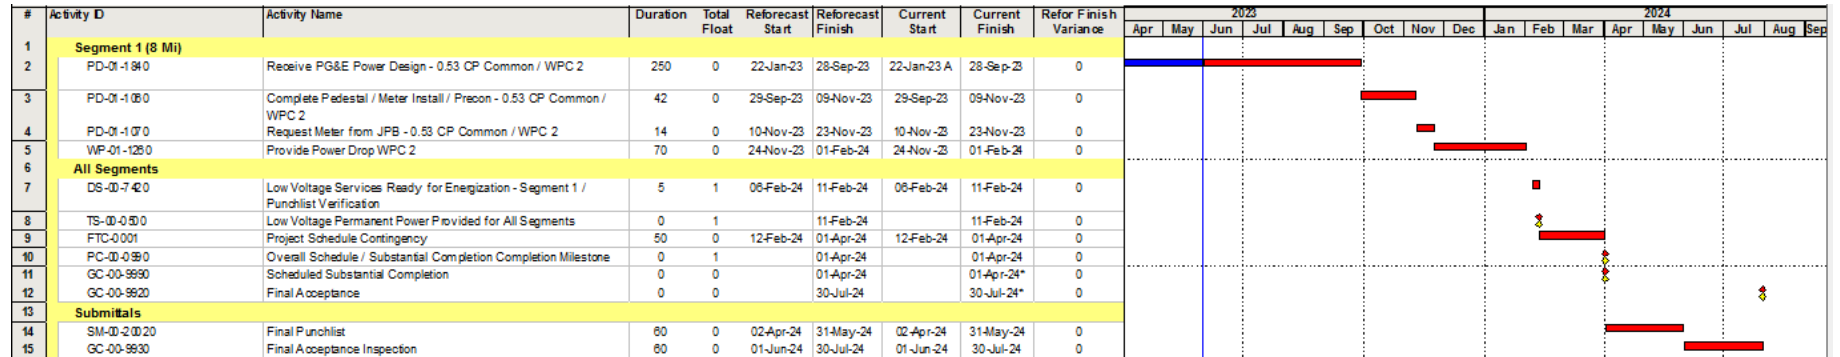 # Activity ID Activity Name Duration Total Float Reforecast Start Reforecast Finish Current Start Current Finish Refor Finish Variance 2023 2024
Apr May Jun Jul Aug Sep Oct Nov Dec Jan Feb Mar Apr May Jun Jul Aug Sep
1 Segment 1 (8 Mi)
2 PD-01-1840 Receive PG&E Power Design - 0.53 CP Common / WPC 2 250 0 22-Jan-23 28-Sep-23 22-Jan-23 A 28-Sep-23 0
3 PD-01-1060 Complete Pedestal / Meter Install / Precon - 0.53 CP Common / 42 0 29-Sep-23 09-Nov-23 29-Sep-23 09-Nov-23 0
WPC 2
4 PD-01-1070 Request Meter from JPB - 0.53 CP Common / WPC 2 14 0 10-Nov-23 23-Nov-23 10-Nov-23 23-Nov-23 0
5 WP-01-1260 Provide Power Drop WPC 2 70 0 24-Nov-23 01-Feb-24 24-Nov-23 01-Feb-24 0
6 All Segments
7 DS-00-7420 Low Voltage Services Ready for Energization - Segment 1 / 5 1 06-Feb-24 11-Feb-24 06-Feb-24 11-Feb-24 0
Punchlist Verification
8 TS-00-0500 Low Voltage Permanent Power Provided for All Segments 0 1 11-Feb-24 11-Feb-24 0
9 FTC-0001 Project Schedule Contingency 50 0 12-Feb-24 01-Apr-24 12-Feb-24 01-Apr-24 0
10 PC-00-0990 Overall Schedule / Substantial Completion Completion Milestone 0 1 01-Apr-24 01-Apr-24 0
11 GC-00-9990 Scheduled Substantial Completion 0 0 01-Apr-24 01-Apr-24* 0
12 GC-00-9920 Final Acceptance 0 0 30-Jul-24 30-Jul-24* 0
13 Submittals
14 SM-00-20020 Final Punchlist 60 0 02-Apr-24 31-May-24 02-Apr-24 31-May-24 0
15 GC-00-9930 Final Acceptance Inspection 60 0 01-Jun-24 30-Jul-24 01-Jun-24 30-Jul-24 0